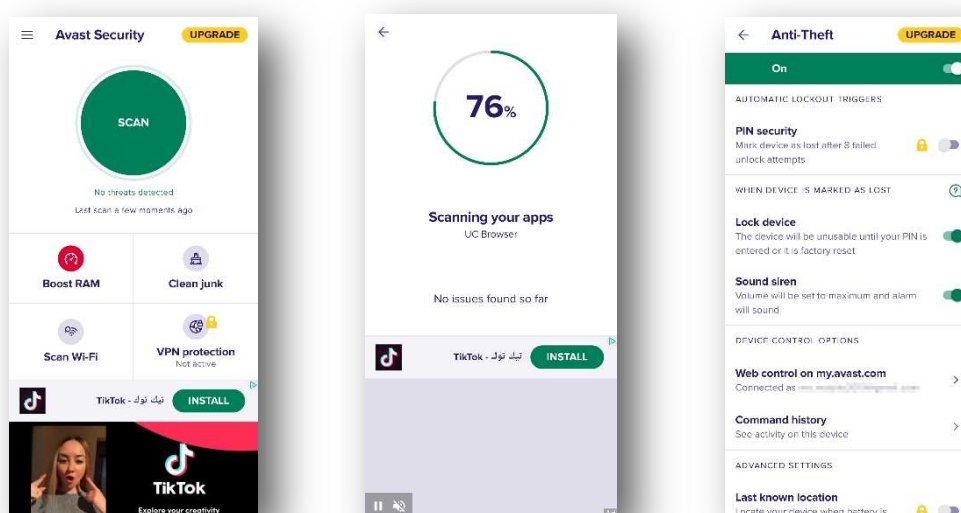 Avast Security
UPGRADE
SCAN
No threats detected
Last scan a few moments ago
Boost RAM
Clean junk
Scan Wi-Fi
VPN protection
Not active
TikTok - تيك توك
INSTALL
TikTok
Explore your creativity
76%
Scanning your apps
UC Browser
No issues found so far
TikTok - تيك توك
INSTALL
Anti-Theft
UPGRADE
On
AUTOMATIC LOCKOUT TRIGGERS
PIN security
Mark device as lost after 8 failed
unlock attempts
WHEN DEVICE IS MARKED AS LOST
Lock device
The device will be unusable until your PIN is
entered or it is factory reset
Sound siren
Volume will be set to maximum and alarm
will sound
DEVICE CONTROL OPTIONS
Web control on my.avast.com
Connected as
Command history
See activity on this device
ADVANCED SETTINGS
Last known location
Locate your device when battery is